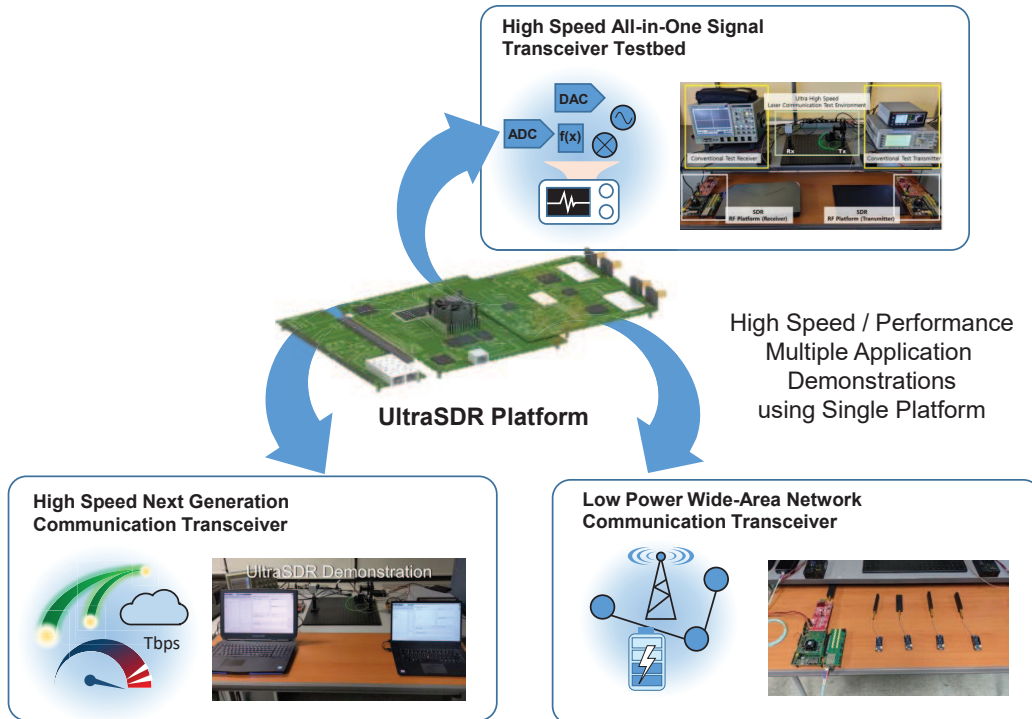 High Speed All-in-One Signal
Transceiver Testbed
DAC
ADC
f(x)
Ultra High Speed
Laser Communication Test Environment
Rx
Tx
Conventional Test Receiver
Conventional Test Transmitter
SDR
RF Platform (Receiver)
SDR
RF Platform (Transmitter)
High Speed / Performance
Multiple Application
Demonstrations
using Single Platform
UltraSDR Platform
High Speed Next Generation
Communication Transceiver
Tbps
UltraSDR Demonstration
Low Power Wide-Area Network
Communication Transceiver